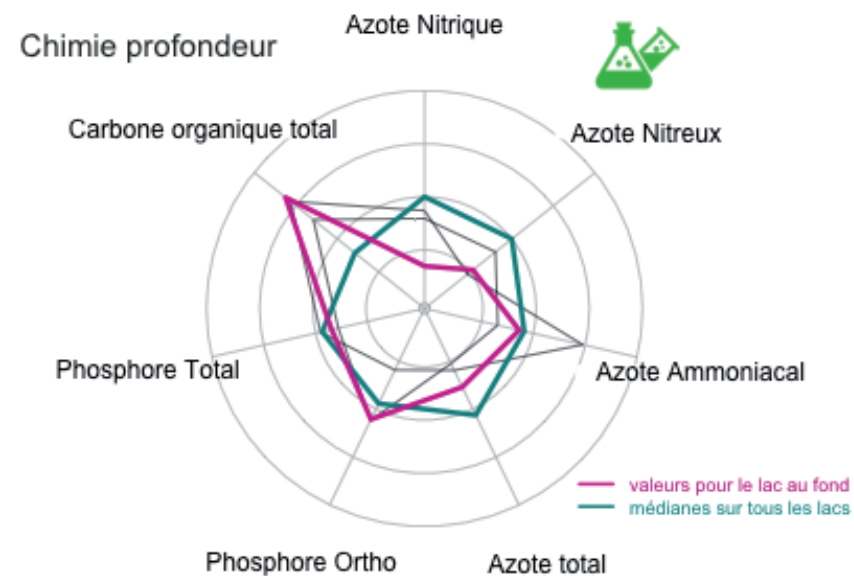 Chimie profondeur
Azote Nitrique
Carbone organique total
Azote Nitreux
Phosphore Total
Azote Ammoniacal
valeurs pour le lac au fond
médianes sur tous les lacs
Phosphore Ortho
Azote total